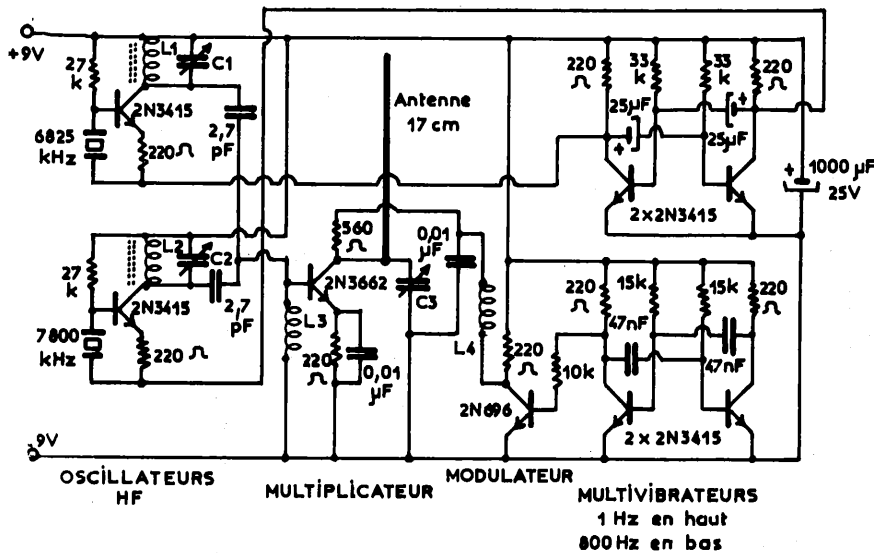 +9V
27
k
L1
C1
2N3415
6825
kHz
220 Ω
2,7
pF
Antenne
17 cm
220
Ω
33
k
33
k
220
Ω
25µF
+
25µF
+
2x2N3415
+
1000 µF
25V
27
k
L2
C2
2N3415
7800
kHz
220 Ω
2,7
pF
560
Ω
2N3662
L3
220
Ω
0,01
µF
C3
0,01
µF
L4
220
Ω
10k
2N696
220
Ω
15k
15k
220
Ω
47nF
47nF
2 x 2N3415
-9V
OSCILLATEURS
HF
MULTIPLICATEUR
MODULATEUR
MULTIVIBRATEURS
1 Hz en haut
800 Hz en bas